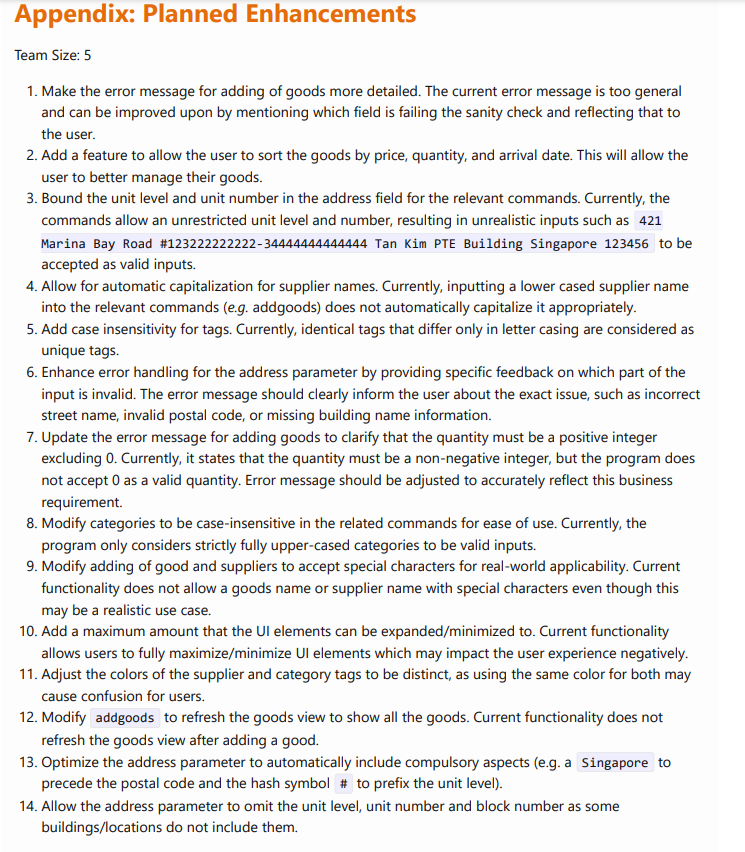 Appendix: Planned Enhancements
Team Size: 5
1. Make the error message for adding of goods more detailed. The current error message is too general
and can be improved upon by mentioning which field is failing the sanity check and reflecting that to
the user.
2. Add a feature to allow the user to sort the goods by price, quantity, and arrival date. This will allow the
user to better manage their goods.
3. Bound the unit level and unit number in the address field for the relevant commands. Currently, the
commands allow an unrestricted unit level and number, resulting in unrealistic inputs such as 421
Marina Bay Road #123222222222-34444444444444 Tan Kim PTE Building Singapore 123456 to be
accepted as valid inputs.
4. Allow for automatic capitalization for supplier names. Currently, inputting a lower cased supplier name
into the relevant commands (e.g. addgoods) does not automatically capitalize it appropriately.
5. Add case insensitivity for tags. Currently, identical tags that differ only in letter casing are considered as
unique tags.
6. Enhance error handling for the address parameter by providing specific feedback on which part of the
input is invalid. The error message should clearly inform the user about the exact issue, such as incorrect
street name, invalid postal code, or missing building name information.
7. Update the error message for adding goods to clarify that the quantity must be a positive integer
excluding 0. Currently, it states that the quantity must be a non-negative integer, but the program does
not accept 0 as a valid quantity. Error message should be adjusted to accurately reflect this business
requirement.
8. Modify categories to be case-insensitive in the related commands for ease of use. Currently, the
program only considers strictly fully upper-cased categories to be valid inputs.
9. Modify adding of good and suppliers to accept special characters for real-world applicability. Current
functionality does not allow a goods name or supplier name with special characters even though this
may be a realistic use case.
10. Add a maximum amount that the UI elements can be expanded/minimized to. Current functionality
allows users to fully maximize/minimize UI elements which may impact the user experience negatively.
11. Adjust the colors of the supplier and category tags to be distinct, as using the same color for both may
cause confusion for users.
12. Modify addgoods to refresh the goods view to show all the goods. Current functionality does not
refresh the goods view after adding a good.
13. Optimize the address parameter to automatically include compulsory aspects (e.g. a Singapore to
precede the postal code and the hash symbol # to prefix the unit level).
14. Allow the address parameter to omit the unit level, unit number and block number as some
buildings/locations do not include them.